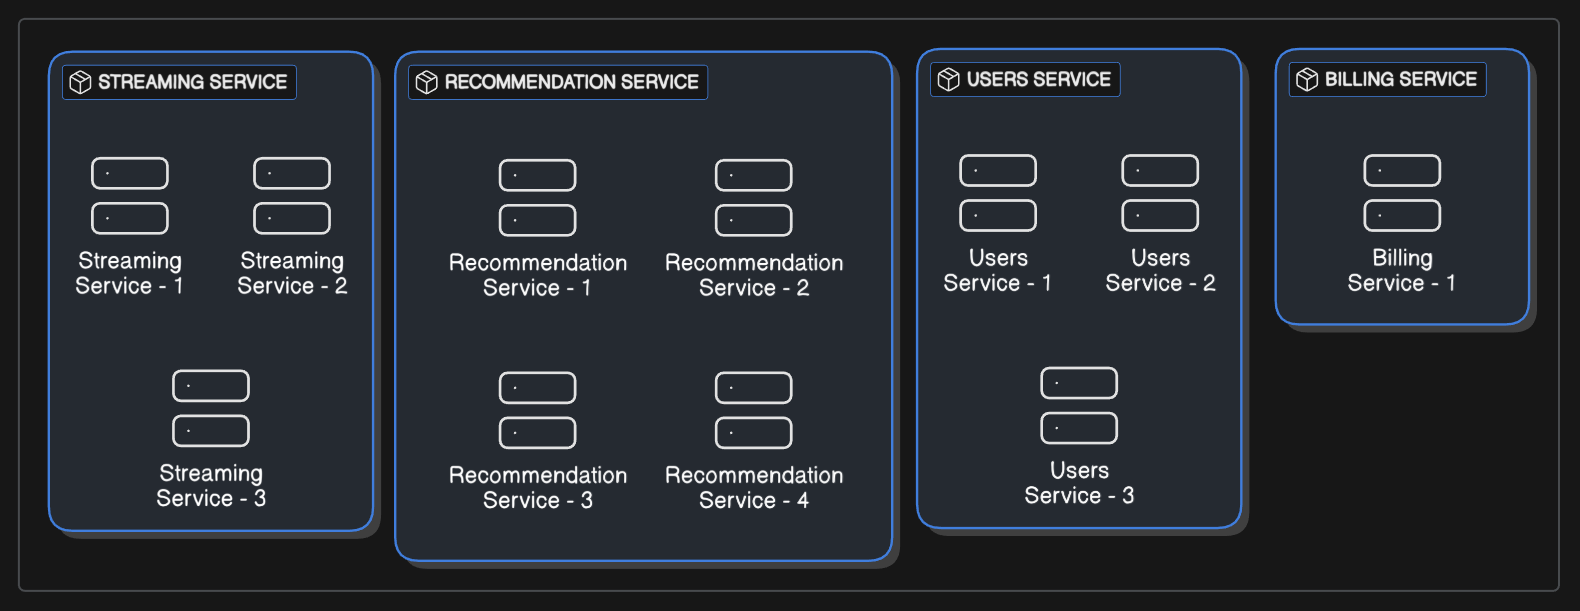 STREAMING SERVICE
Streaming
Service - 1
Streaming
Service - 2
Streaming
Service - 3
RECOMMENDATION SERVICE
Recommendation
Service - 1
Recommendation
Service - 2
Recommendation
Service - 3
Recommendation
Service - 4
USERS SERVICE
Users
Service - 1
Users
Service - 2
Users
Service - 3
BILLING SERVICE
Billing
Service - 1